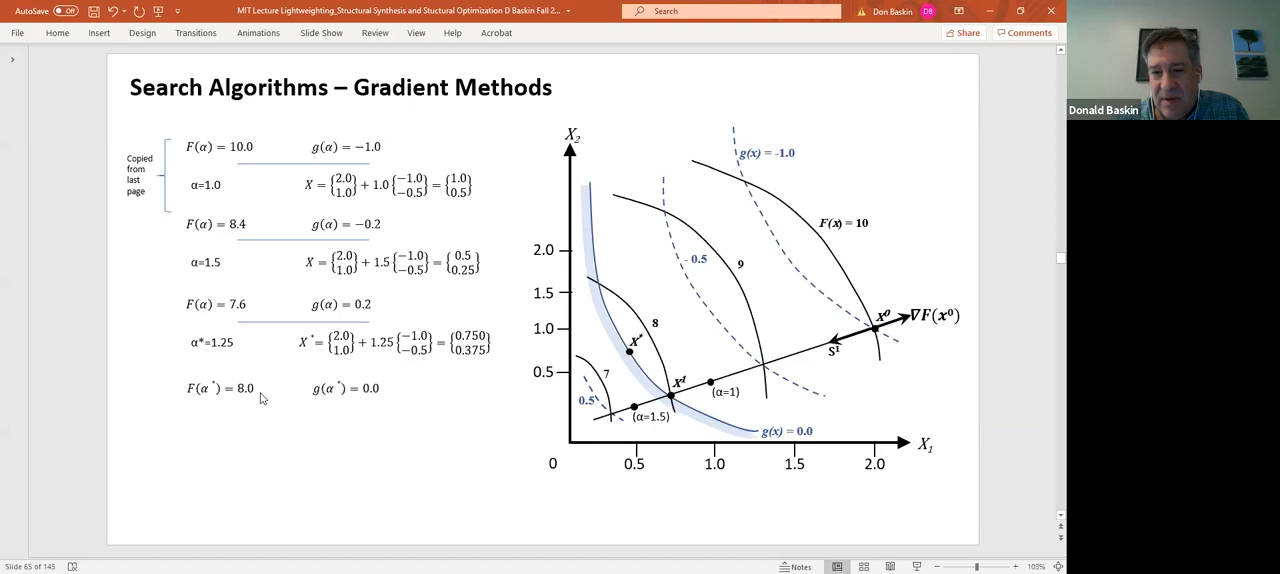 AutoSave Off
MIT Lecture Lightweighting_Structural Synthesis and Stuctural Optimization D Baskin Fall 2...
Search
Don Baskin DB
File Home Insert Design Transitions Animations Slide Show Review View Help Acrobat Share Comments
Search Algorithms – Gradient Methods
Copied
from
last
page
F(α) = 10.0 g(α) = −1.0
α=1.0 X = {2.0 1.0} + 1.0 {−1.0 −0.5} = {1.0 0.5}
F(α) = 8.4 g(α) = −0.2
α=1.5 X = {2.0 1.0} + 1.5 {−1.0 −0.5} = {0.5 0.25}
F(α) = 7.6 g(α) = 0.2
α*=1.25 X * = {2.0 1.0} + 1.25 {−1.0 −0.5} = {0.750 0.375}
F(α *) = 8.0 g(α *) = 0.0
X2
g(x) = -1.0
F(x) = 10
2.0
- 0.5
9
1.5
1.0
8
X*
X0
∇F(x0)
S1
0.5
7
X1
(α=1)
0.5
(α=1.5)
g(x) = 0.0
X1
0 0.5 1.0 1.5 2.0
Donald Baskin
Slide 65 of 145
Notes
103%